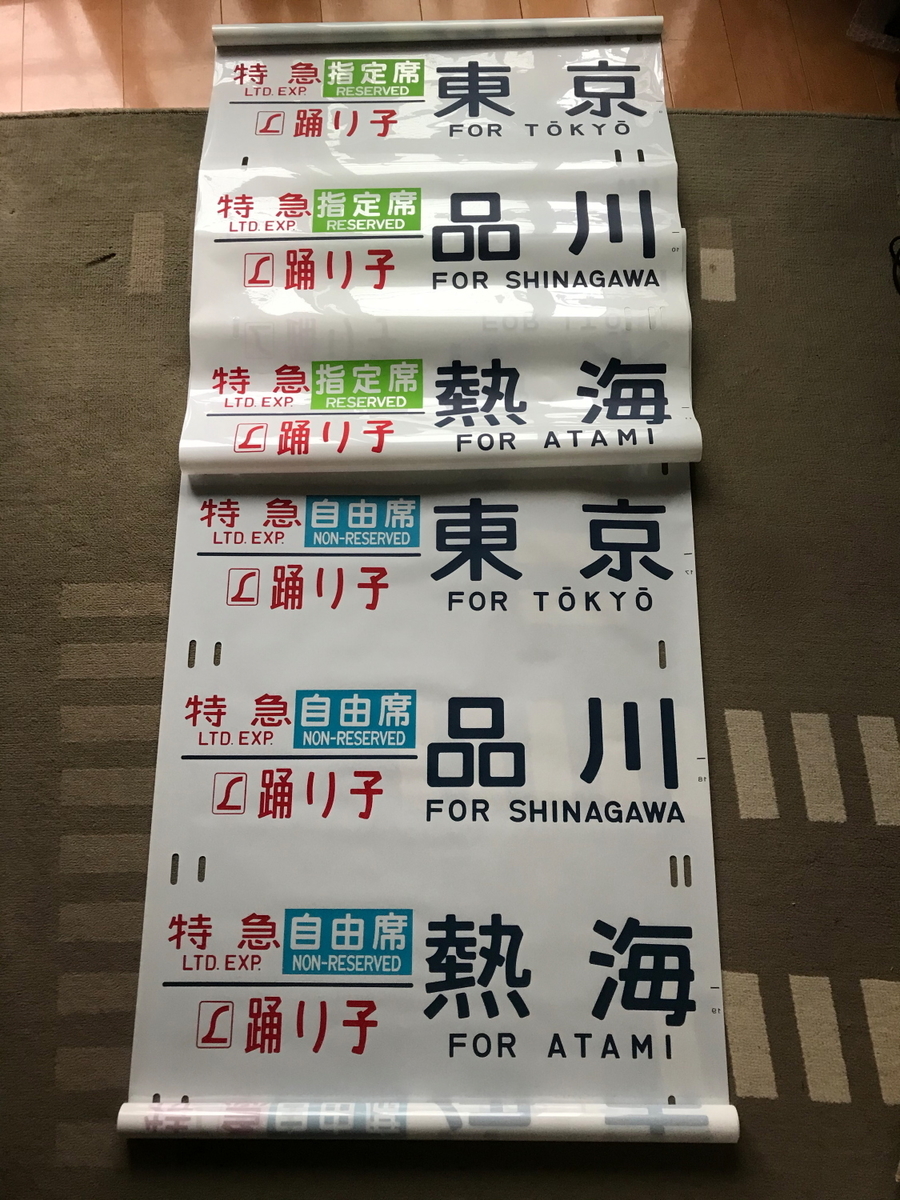 特急 指定席 東京
LTD. EXP. RESERVED
踊り子 FOR TŌKYŌ
特急 指定席 品川
LTD. EXP. RESERVED
踊り子 FOR SHINAGAWA
特急 指定席 熱海
LTD. EXP. RESERVED
踊り子 FOR ATAMI
特急 自由席 東京
LTD. EXP. NON-RESERVED
踊り子 FOR TŌKYŌ
17
特急 自由席 品川
LTD. EXP. NON-RESERVED
踊り子 FOR SHINAGAWA
18
特急 自由席 熱海
LTD. EXP. NON-RESERVED
踊り子 FOR ATAMI
19